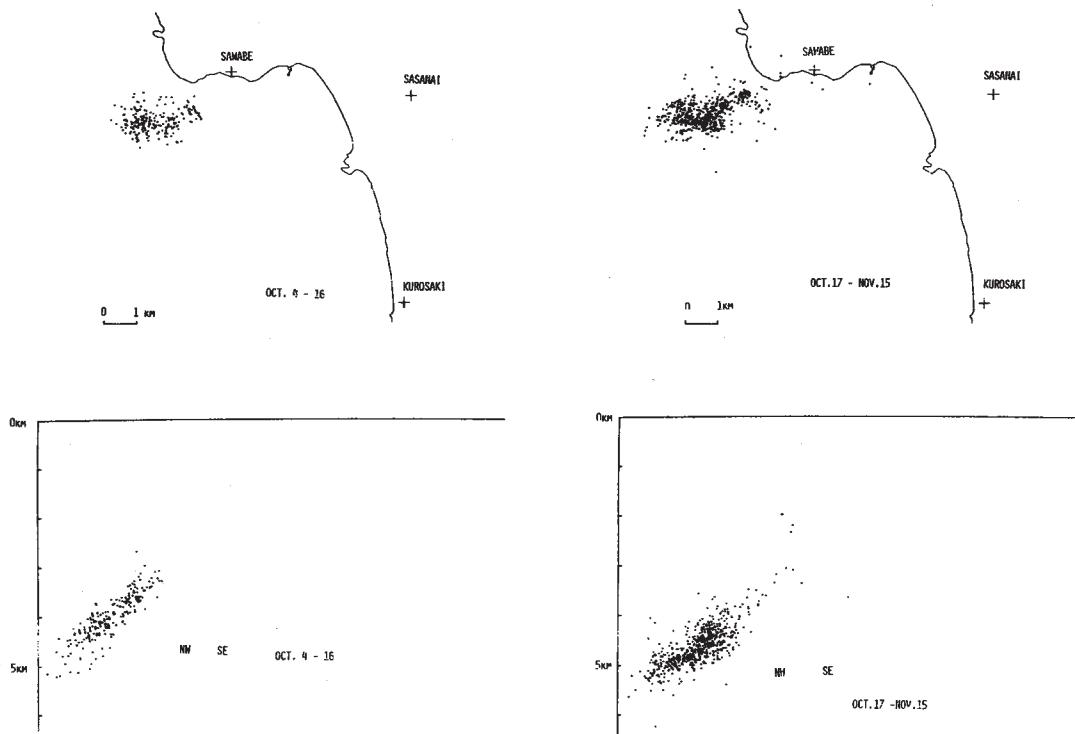 SAWABE
SASANAI
KUROSAKI
OCT. 4 - 16
0 1 KM
SAWABE
SASANAI
KUROSAKI
OCT.17 - NOV.15
0 1KM
0KM
5KM
NW SE
OCT. 4 - 16
0KM
5KM
NW SE
OCT.17 -NOV.15